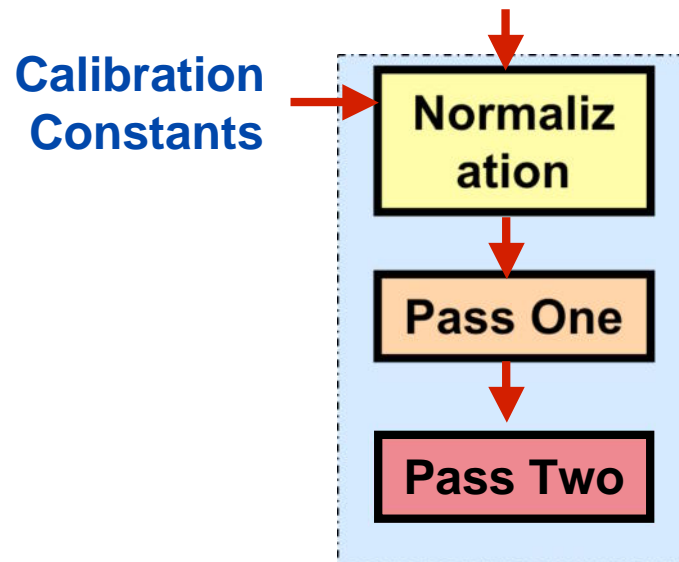 Calibration
Constants
Normaliz
ation
Pass One
Pass Two